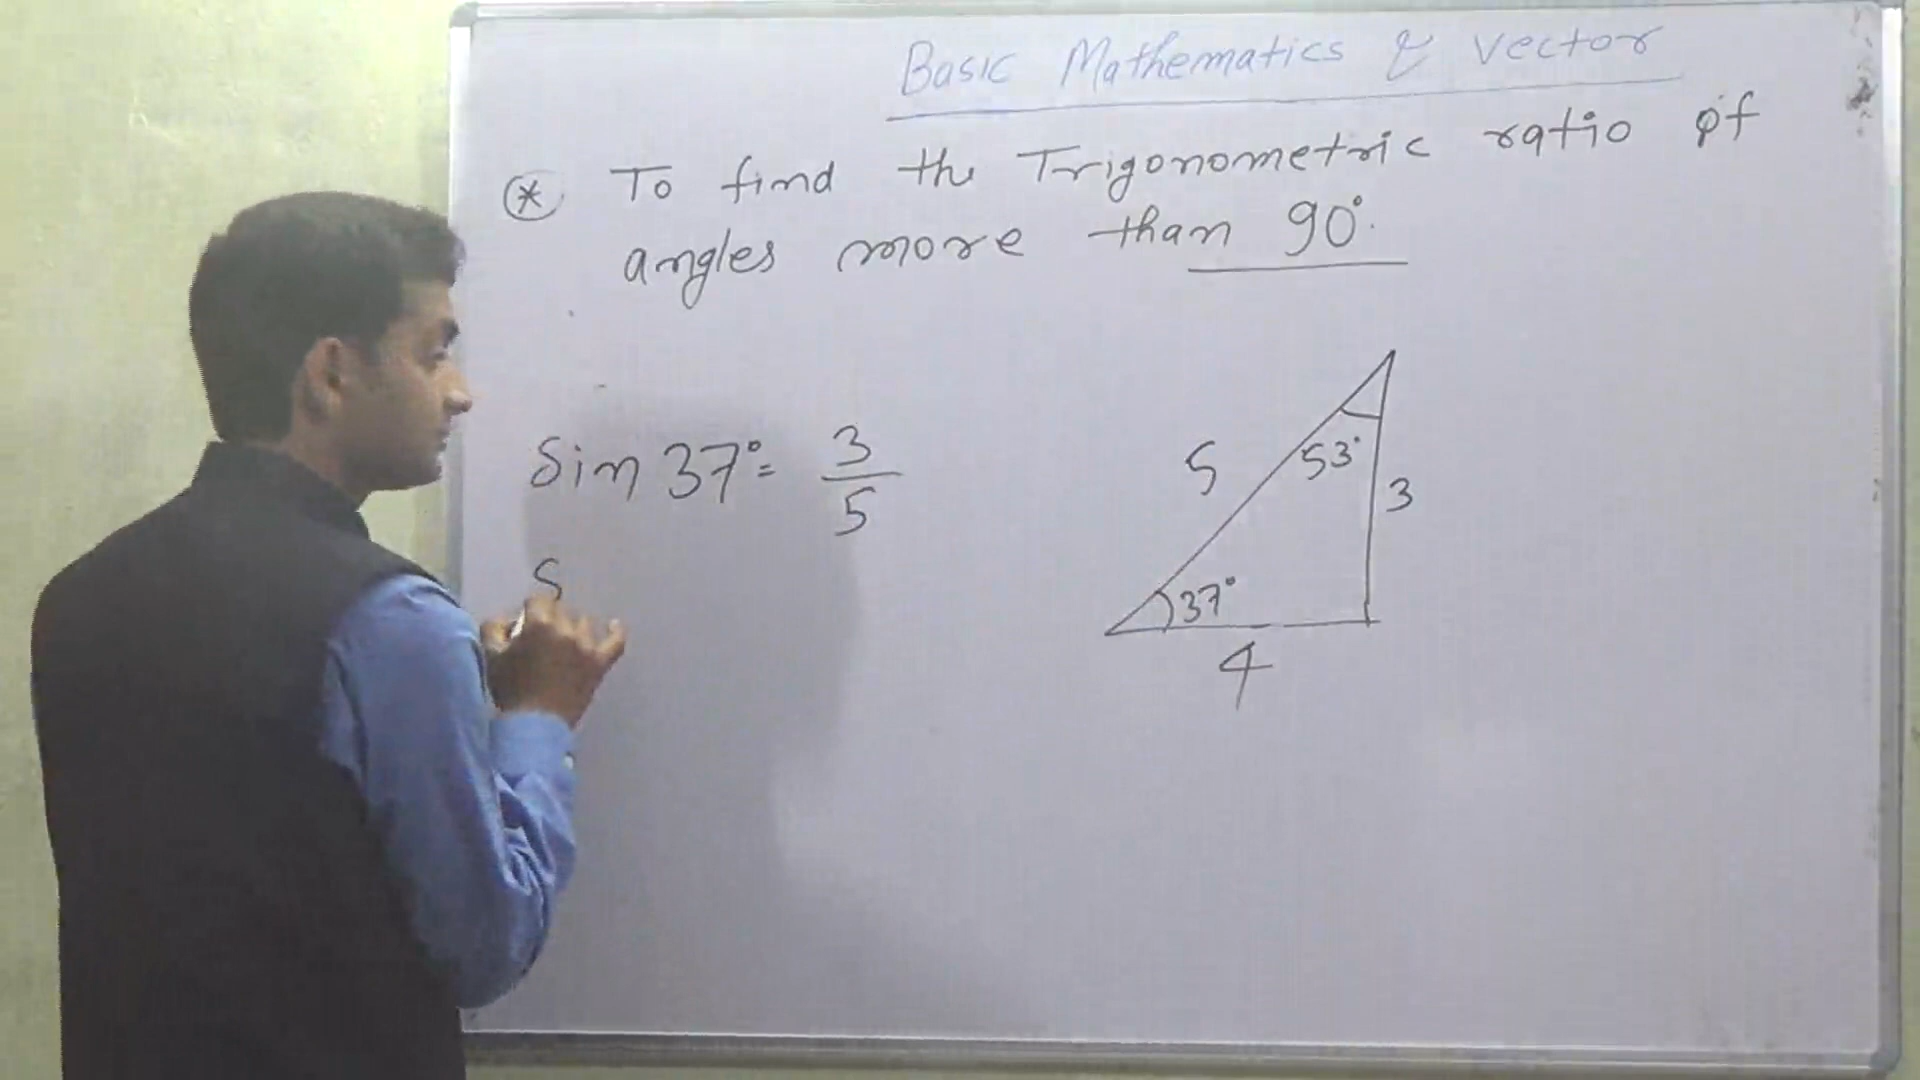 Basic Mathematics & Vector
* To find the Trigonometric ratio of
angles more than 90°.
Sin 37° = 3/5
S
5
53°
3
37°
4